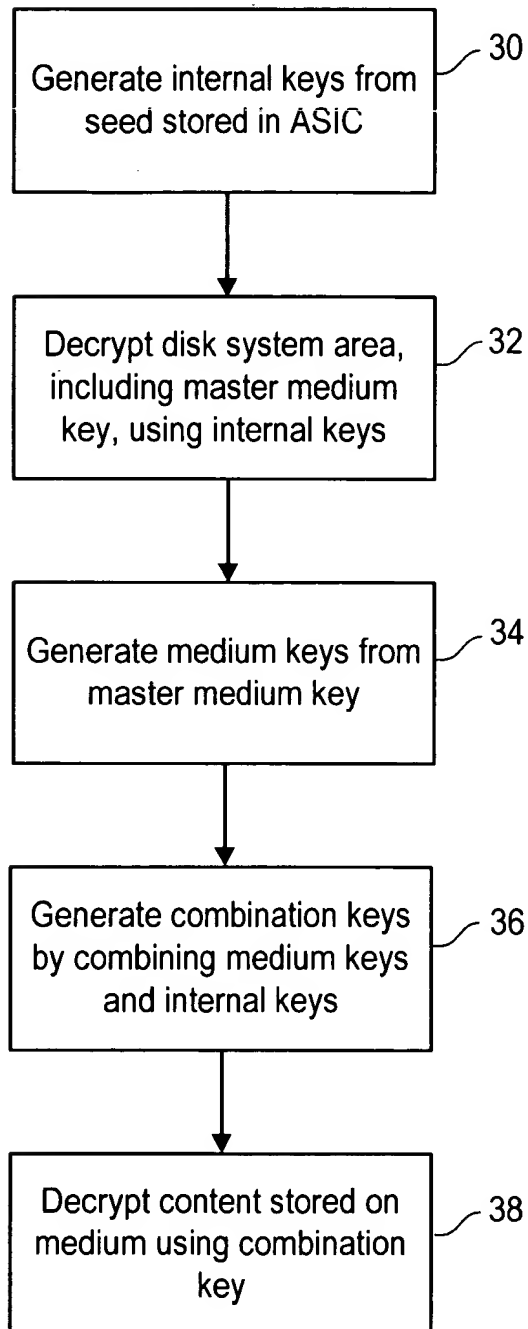 Generate internal keys from
seed stored in ASIC
30
Decrypt disk system area,
including master medium
key, using internal keys
32
Generate medium keys from
master medium key
34
Generate combination keys
by combining medium keys
and internal keys
36
Decrypt content stored on
medium using combination
key
38